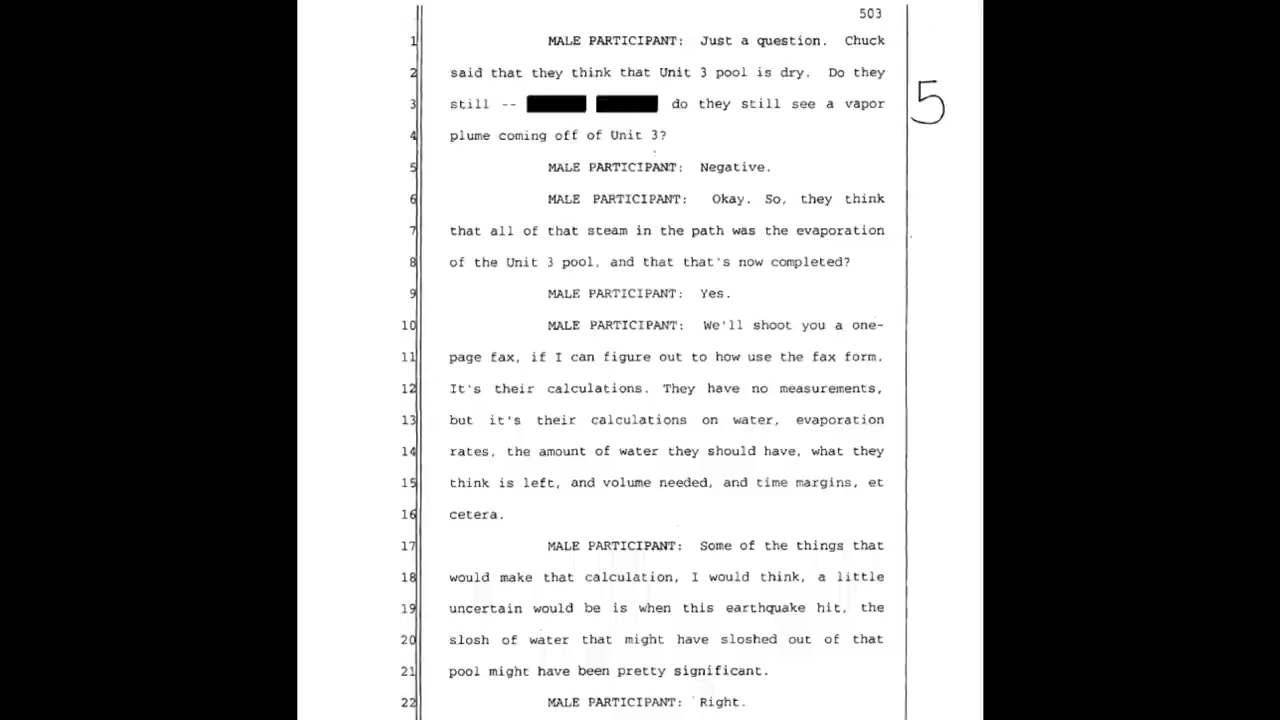 503
1 MALE PARTICIPANT: Just a question. Chuck
2 said that they think that Unit 3 pool is dry. Do they
3 still -- do they still see a vapor
4 plume coming off of Unit 3?
5 MALE PARTICIPANT: Negative.
6 MALE PARTICIPANT: Okay. So, they think
7 that all of that steam in the path was the evaporation
8 of the Unit 3 pool, and that that's now completed?
9 MALE PARTICIPANT: Yes.
10 MALE PARTICIPANT: We'll shoot you a one-
11 page fax, if I can figure out to how use the fax form.
12 It's their calculations. They have no measurements,
13 but it's their calculations on water, evaporation
14 rates, the amount of water they should have, what they
15 think is left, and volume needed, and time margins, et
16 cetera.
17 MALE PARTICIPANT: Some of the things that
18 would make that calculation, I would think, a little
19 uncertain would be is when this earthquake hit, the
20 slosh of water that might have sloshed out of that
21 pool might have been pretty significant.
22 MALE PARTICIPANT: Right.
5